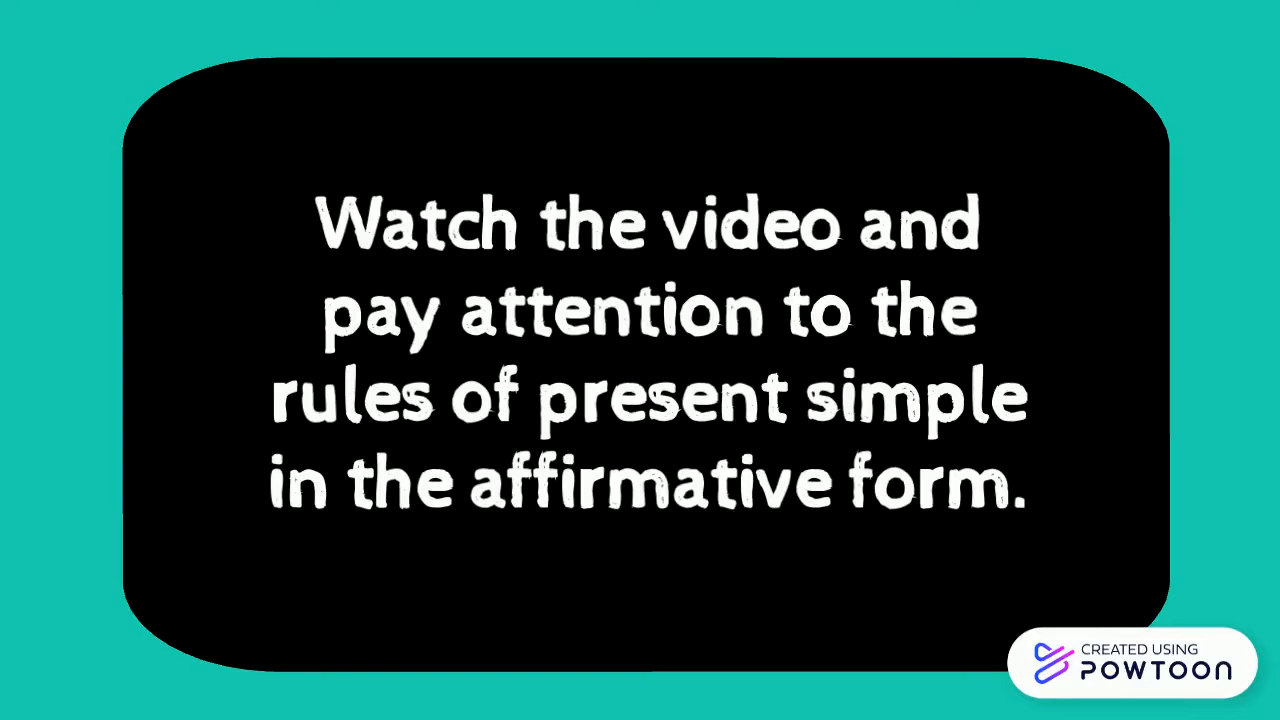 Watch the video and
pay attention to the
rules of present simple
in the affirmative form.
CREATED USING
POWTOON